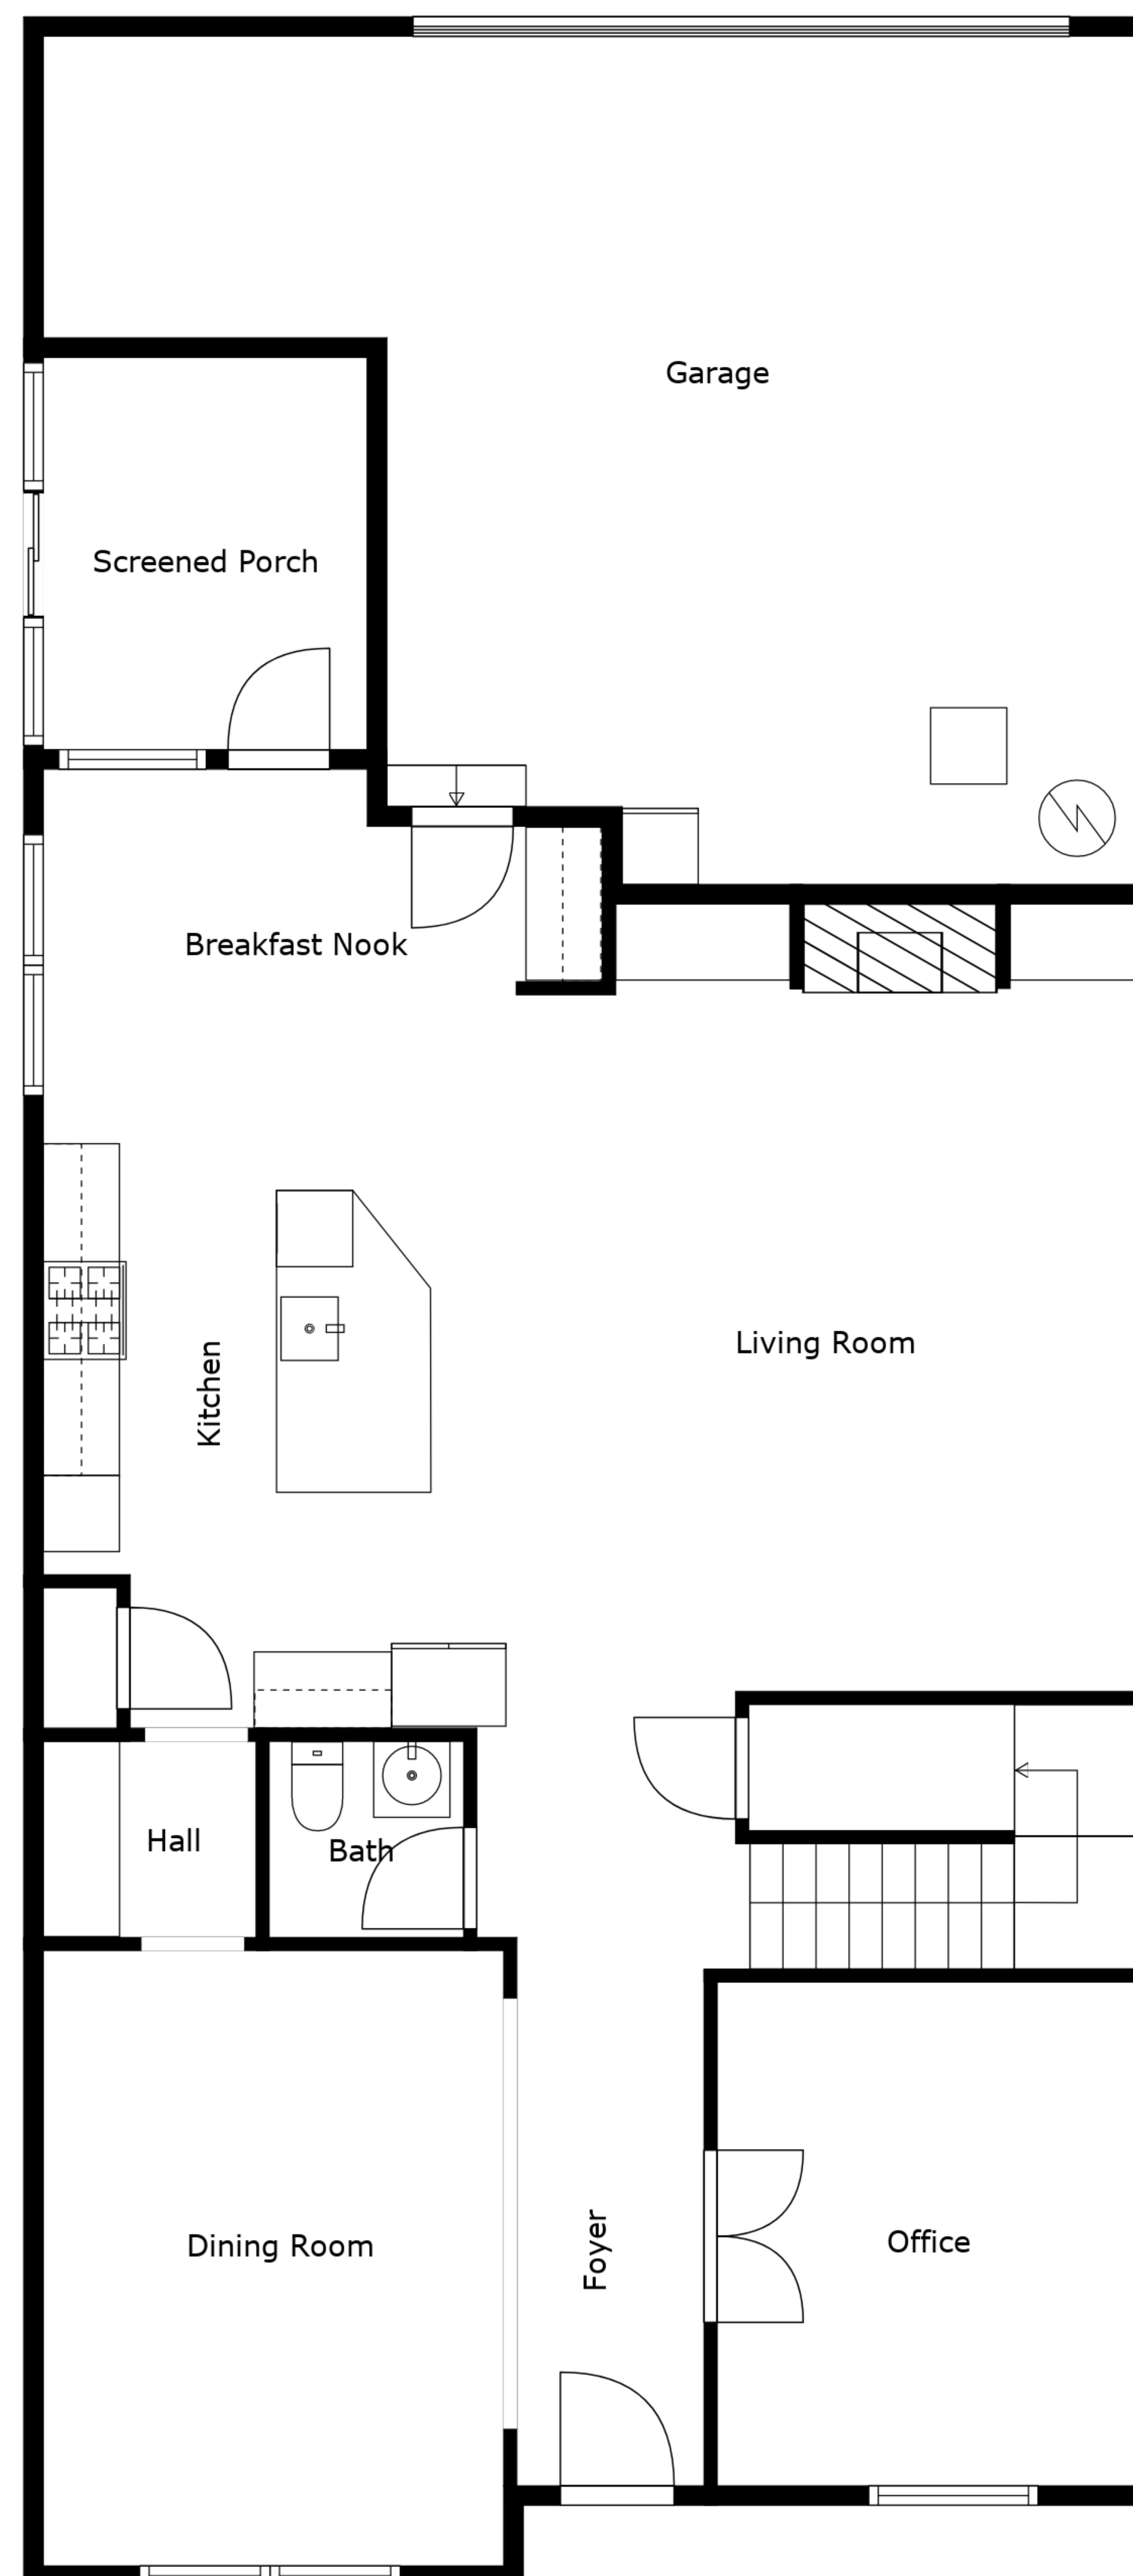 Garage
Screened Porch
Breakfast Nook
Living Room
Kitchen
Hall
Bath
Dining Room
Foyer
Office